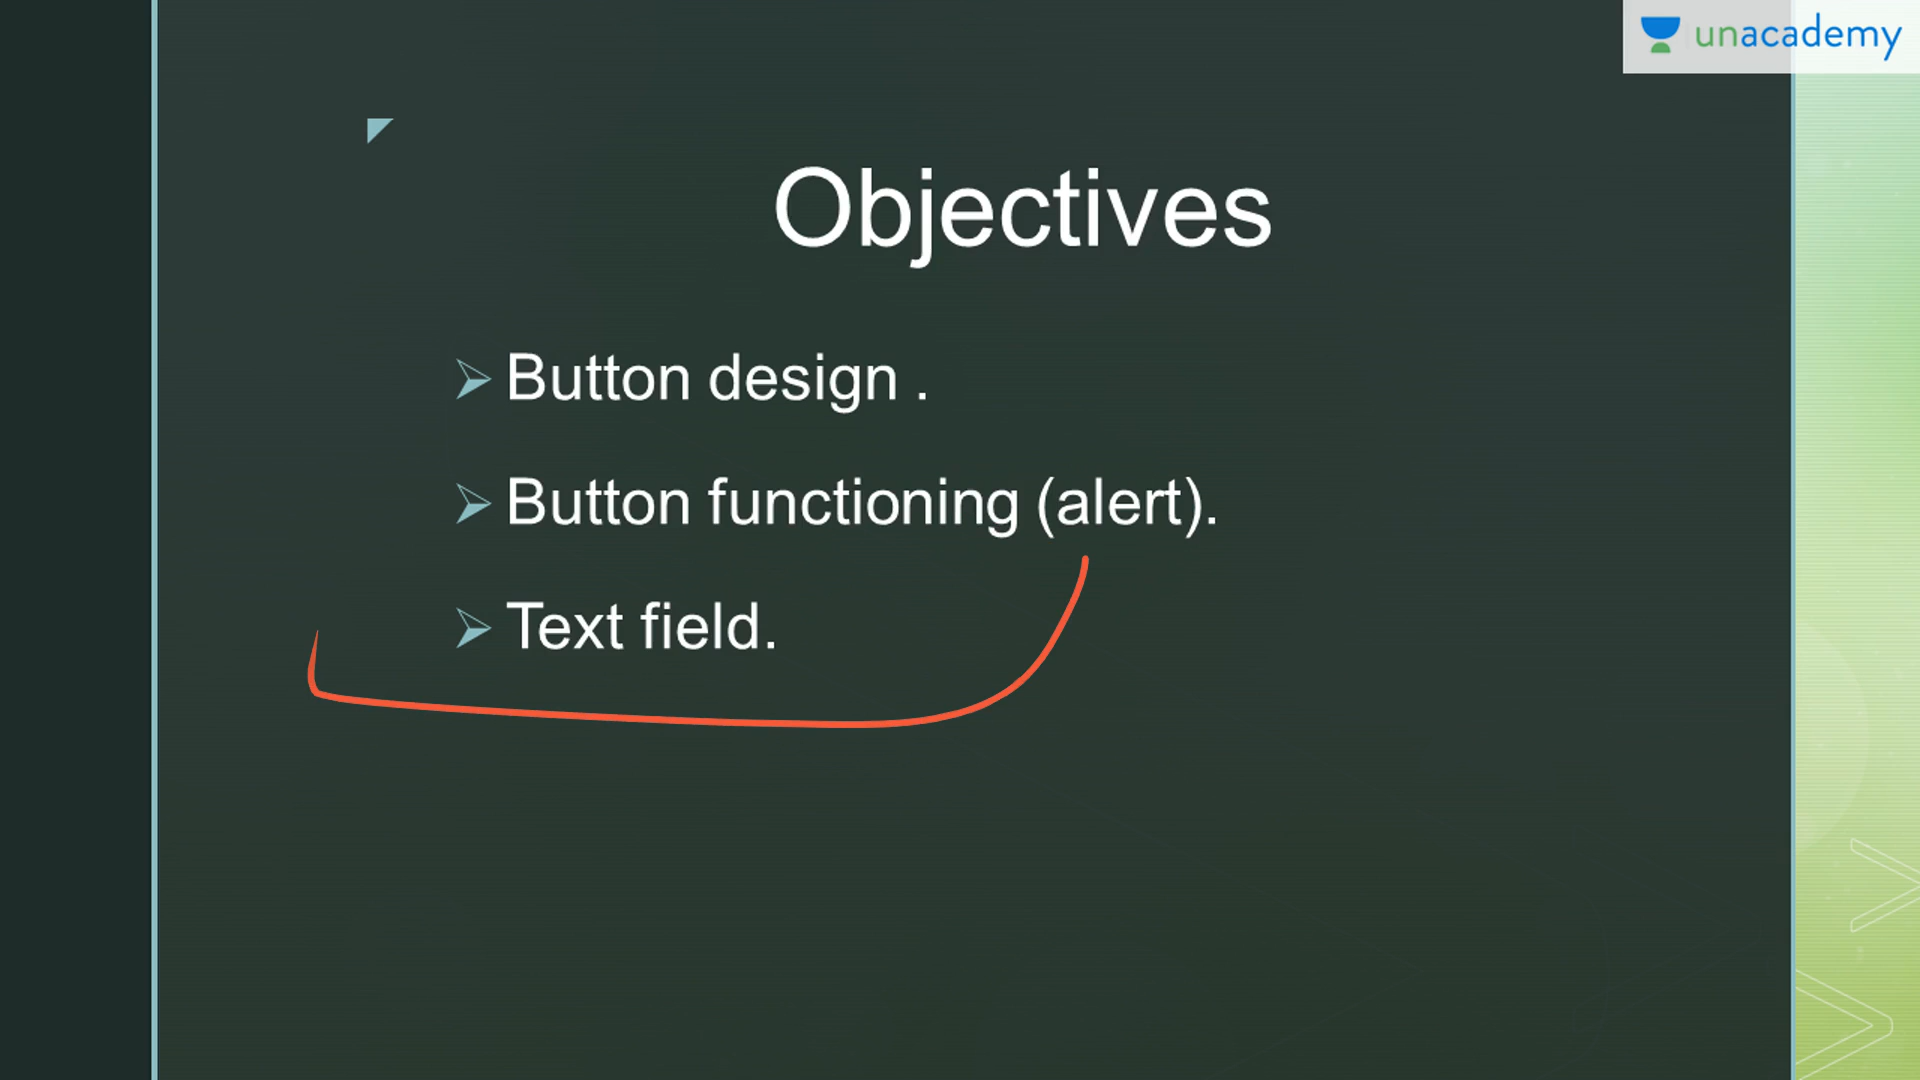 unacademy
Objectives
Button design .
Button functioning (alert).
Text field.